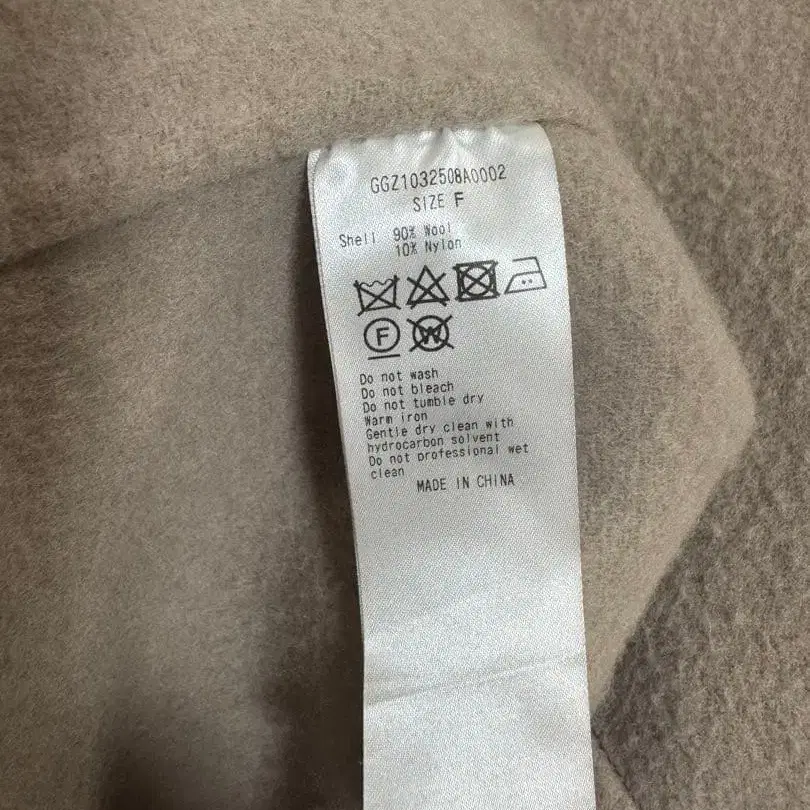 GGZ1032508A0002
SIZE F
Shell 90% Wool
10% Nylon
F W
Do not wash
Do not bleach
Do not tumble dry
Warm iron
Gentle dry clean with
hydrocarbon solvent
Do not professional wet
clean
MADE IN CHINA